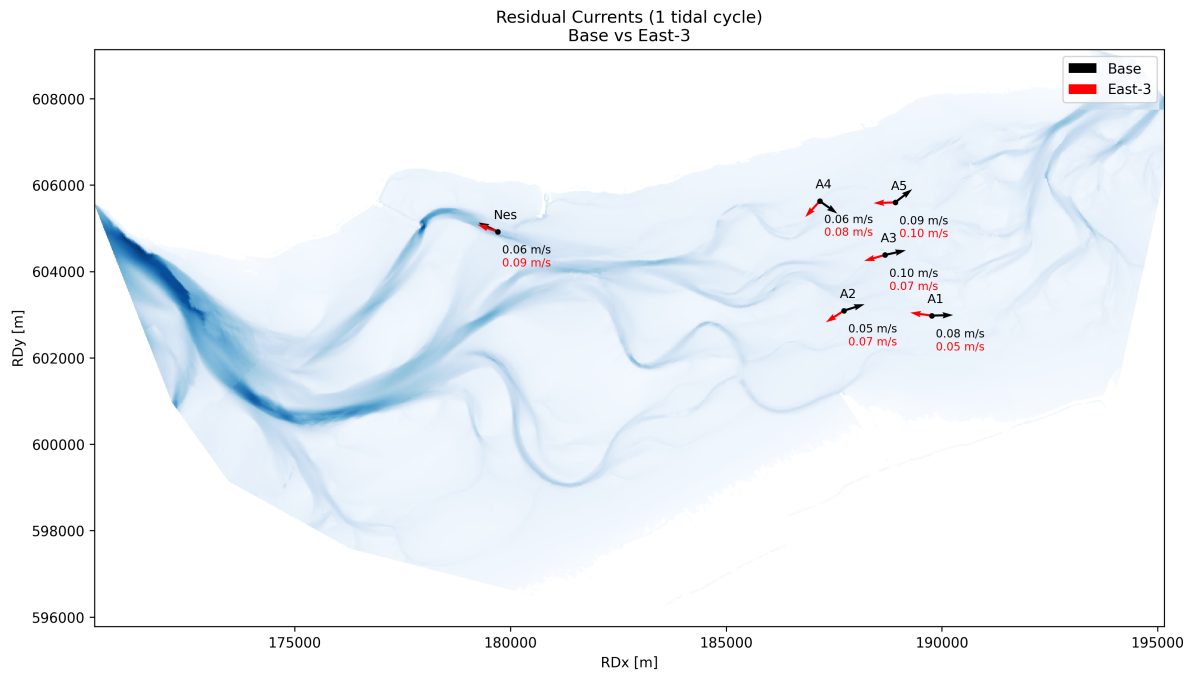 Residual Currents (1 tidal cycle)
Base vs East-3
Base
East-3
608000
606000
604000
602000
600000
598000
596000
RDy [m]
Nes
0.06 m/s
0.09 m/s
A4
0.06 m/s
0.08 m/s
A5
0.09 m/s
0.10 m/s
A3
0.10 m/s
0.07 m/s
A2
0.05 m/s
0.07 m/s
A1
0.08 m/s
0.05 m/s
175000
180000
185000
190000
195000
RDx [m]